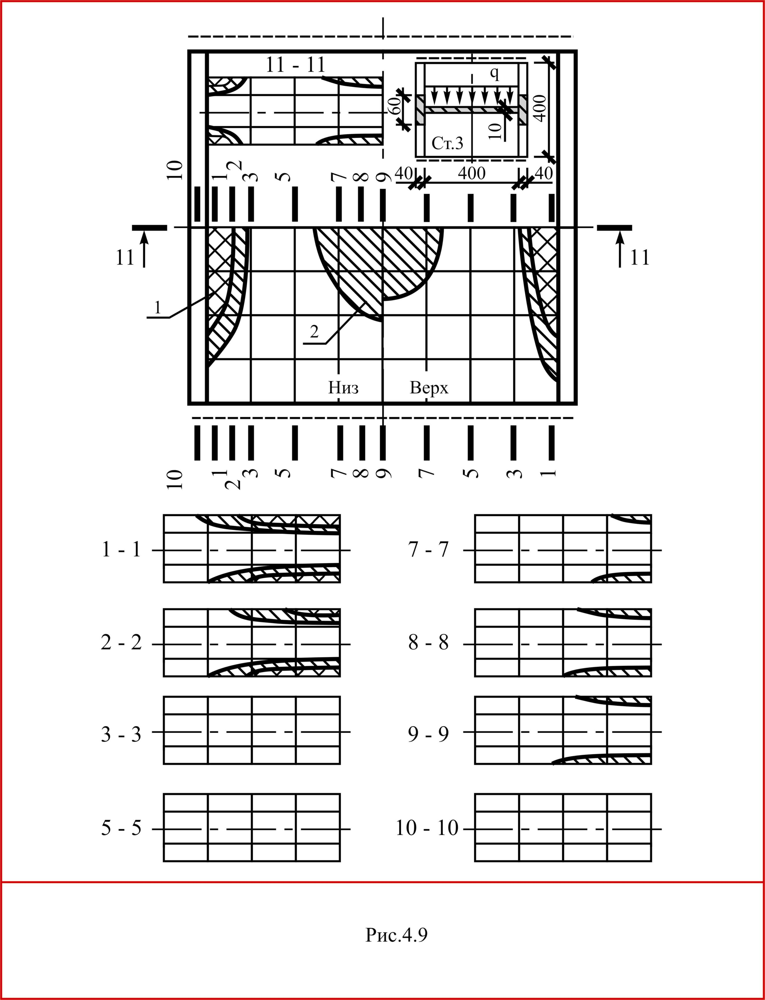 11 - 11
q
60
400
10
Ст.3
40 400 40
10 1 2 3 5 7 8 9
11 11
1
2
Низ Верх
10 1 2 3 5 7 8 9 7 5 3 1
1 - 1 7 - 7
2 - 2 8 - 8
3 - 3 9 - 9
5 - 5 10 - 10
Рис.4.9